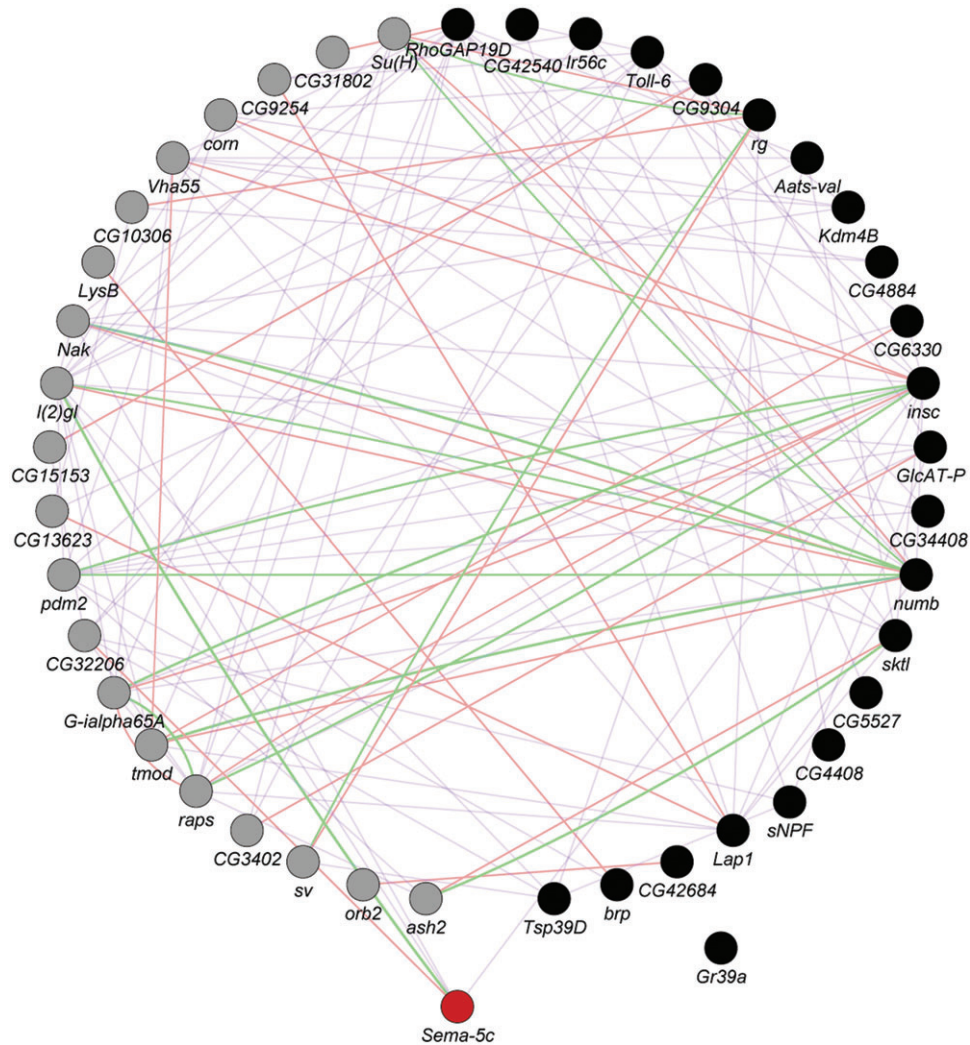 RhoGAP19D
Su(H)
CG42540
Ir56c
Toll-6
CG31802
CG9254
CG9304
corn
rg
Vha55
Aats-val
CG10306
Kdm4B
LysB
CG4884
Nak
CG6330
l(2)gl
insc
CG15153
GlcAT-P
CG13623
CG34408
pdm2
numb
CG32206
sktl
G-ialpha65A
CG5527
tmod
CG4408
raps
sNPF
CG3402
Lap1
sv
CG42684
orb2
brp
ash2
Tsp39D
Gr39a
Sema-5c